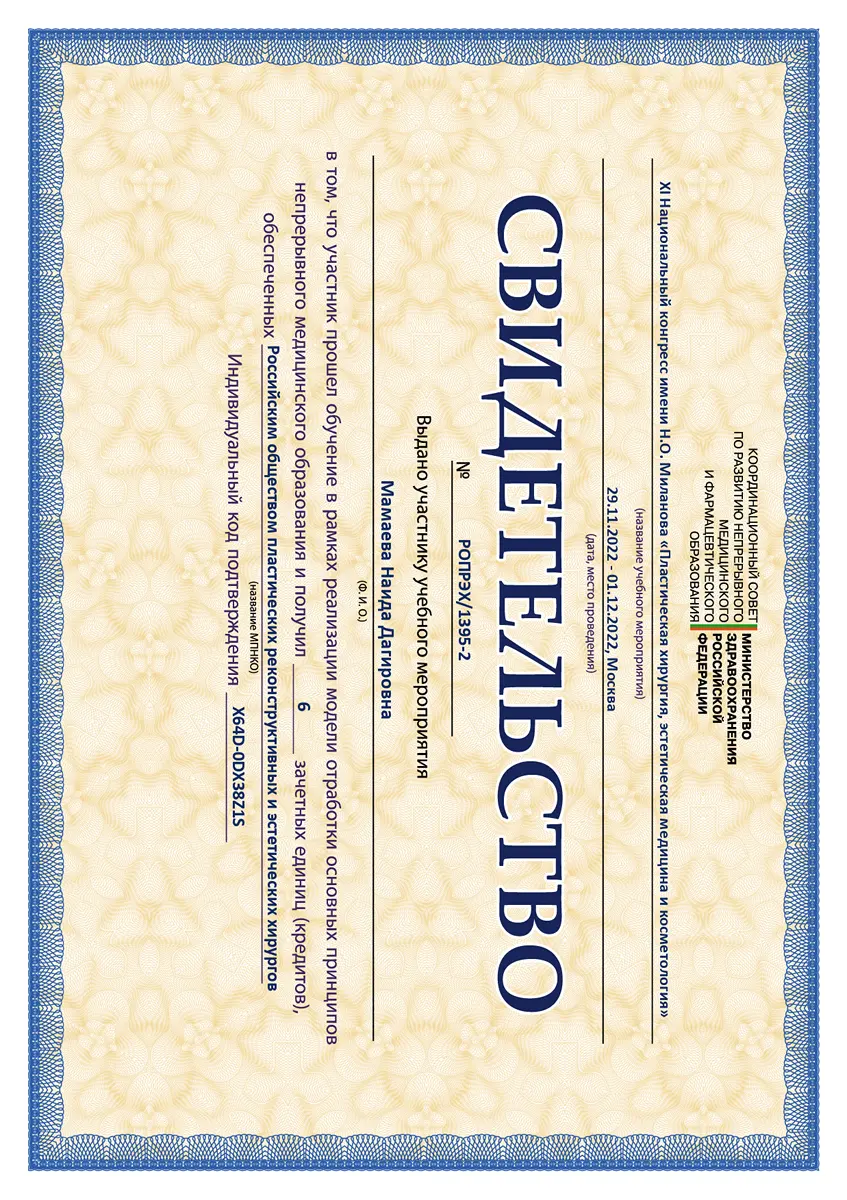 КООРДИНАЦИОННЫЙ СОВЕТ
ПО РАЗВИТИЮ НЕПРЕРЫВНОГО
МЕДИЦИНСКОГО
И ФАРМАЦЕВТИЧЕСКОГО
ОБРАЗОВАНИЯ
МИНИСТЕРСТВО
ЗДРАВООХРАНЕНИЯ
РОССИЙСКОЙ
ФЕДЕРАЦИИ
XI Национальный конгресс имени Н.О. Миланова «Пластическая хирургия, эстетическая медицина и косметология»
(название учебного мероприятия)
29.11.2022 - 01.12.2022, Москва
(дата, место проведения)
СВИДЕТЕЛЬСТВО
№ РОПРЭХ/1395-2
Выдано участнику учебного мероприятия
Мамаева Наида Дагировна
(Ф. И. О.)
в том, что участник прошел обучение в рамках реализации модели отработки основных принципов
непрерывного медицинского образования и получил 6 зачетных единиц (кредитов),
обеспеченных Российским обществом пластических реконструктивных и эстетических хирургов
(название МПНКО)
Индивидуальный код подтверждения X64D-0DX38Z1S